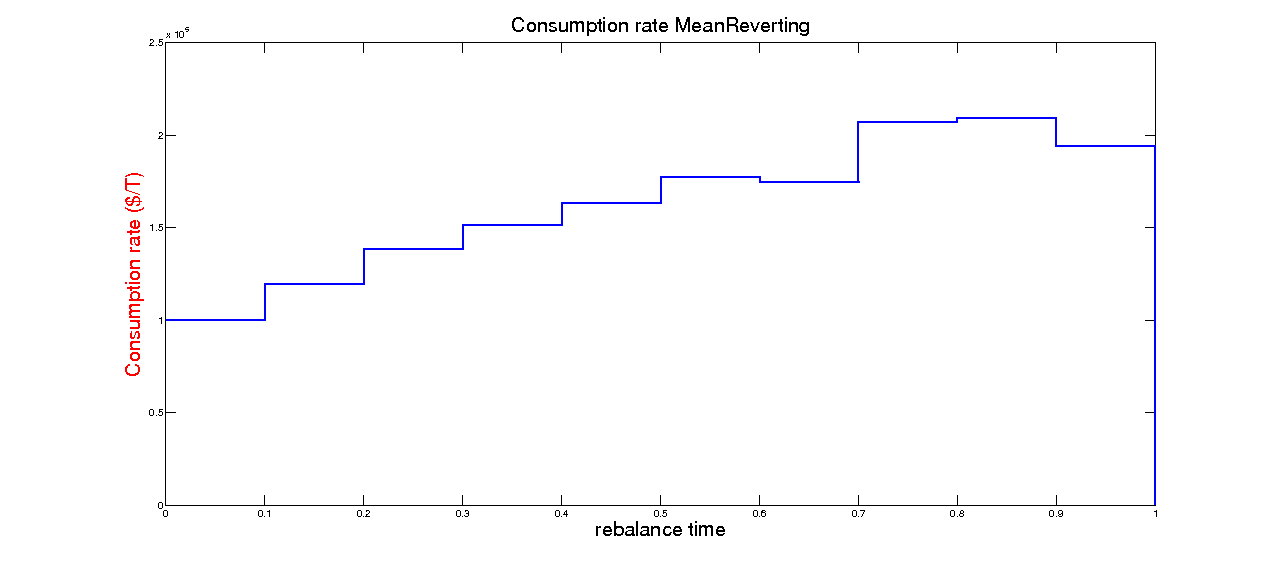 Consumption rate MeanReverting
x 10^5
2.5
2
1.5
1
0.5
0
Consumption rate ($/T)
0 0.1 0.2 0.3 0.4 0.5 0.6 0.7 0.8 0.9 1
rebalance time